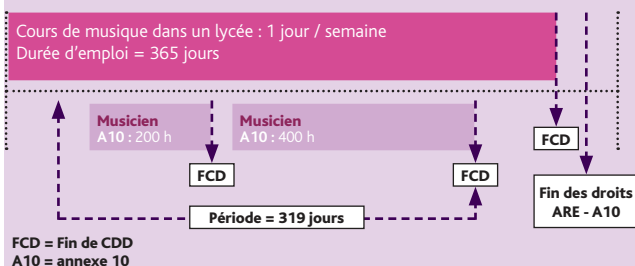 Cours de musique dans un lycée : 1 jour / semaine
Durée d'emploi = 365 jours
Musicien
A10 : 200 h
Musicien
A10 : 400 h
FCD
FCD
FCD
Fin des droits
ARE - A10
Période = 319 jours
FCD = Fin de CDD
A10 = annexe 10